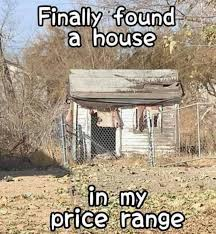 Finally found
a house
in my
price range